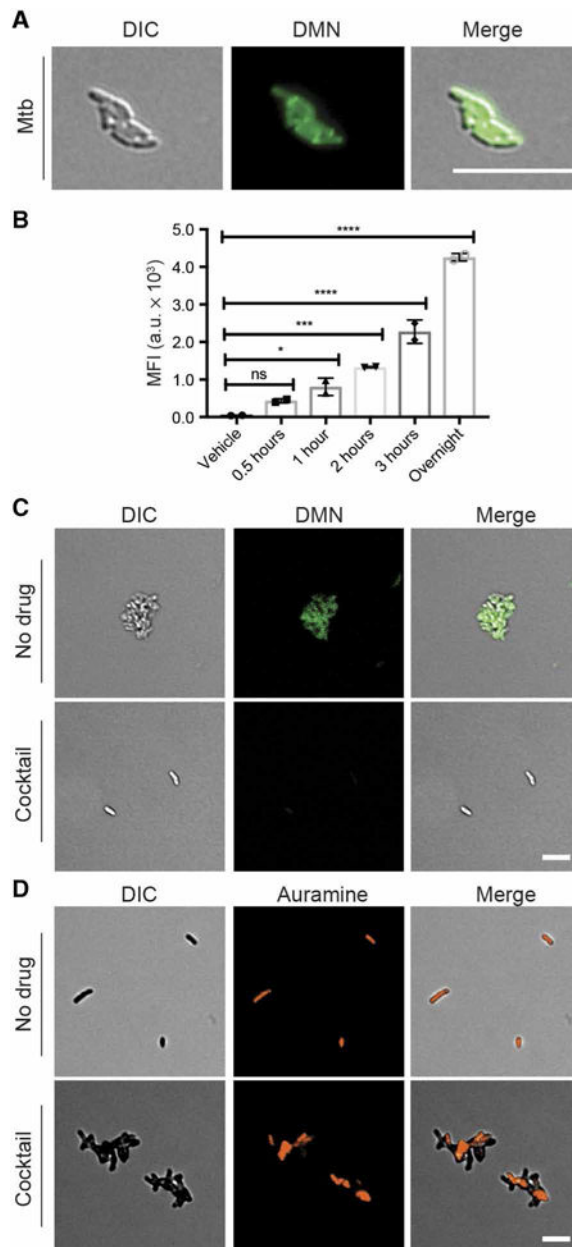 A
DIC DMN Merge
Mtb
B
MFI (a.u. × 10³)
5.0
4.0
3.0
2.0
1.0
0.0
****
****
***
*
ns
Vehicle
0.5 hours
1 hour
2 hours
3 hours
Overnight
C
DIC DMN Merge
No drug
Cocktail
D
DIC Auramine Merge
No drug
Cocktail